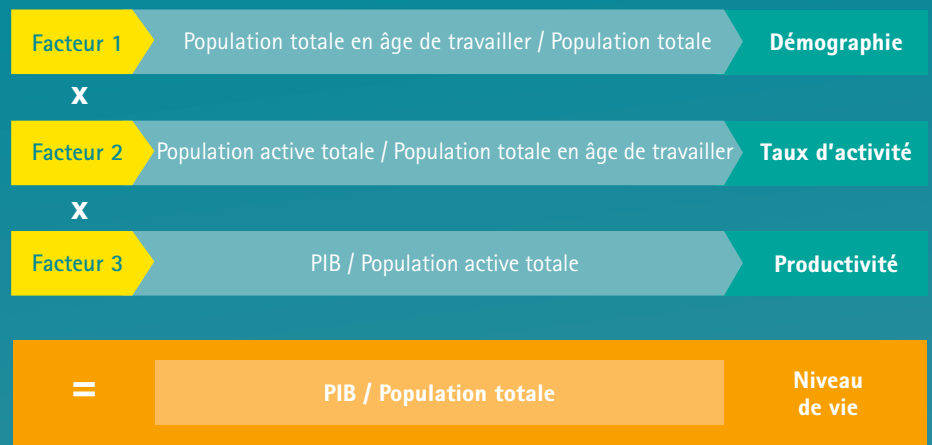 Facteur 1 Population totale en âge de travailler / Population totale Démographie
x
Facteur 2 Population active totale / Population totale en âge de travailler Taux d'activité
x
Facteur 3 PIB / Population active totale Productivité
= PIB / Population totale Niveau
de vie